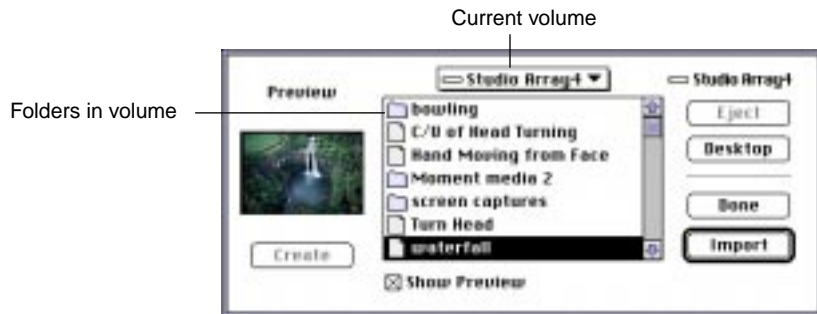 Current volume
Studio Array4
Studio Array4
Preview
Folders in volume
bowling
C/U of Head Turning
Hand Moving from Face
Moment media 2
screen captures
Turn Head
waterfall
Eject
Desktop
Done
Import
Create
Show Preview